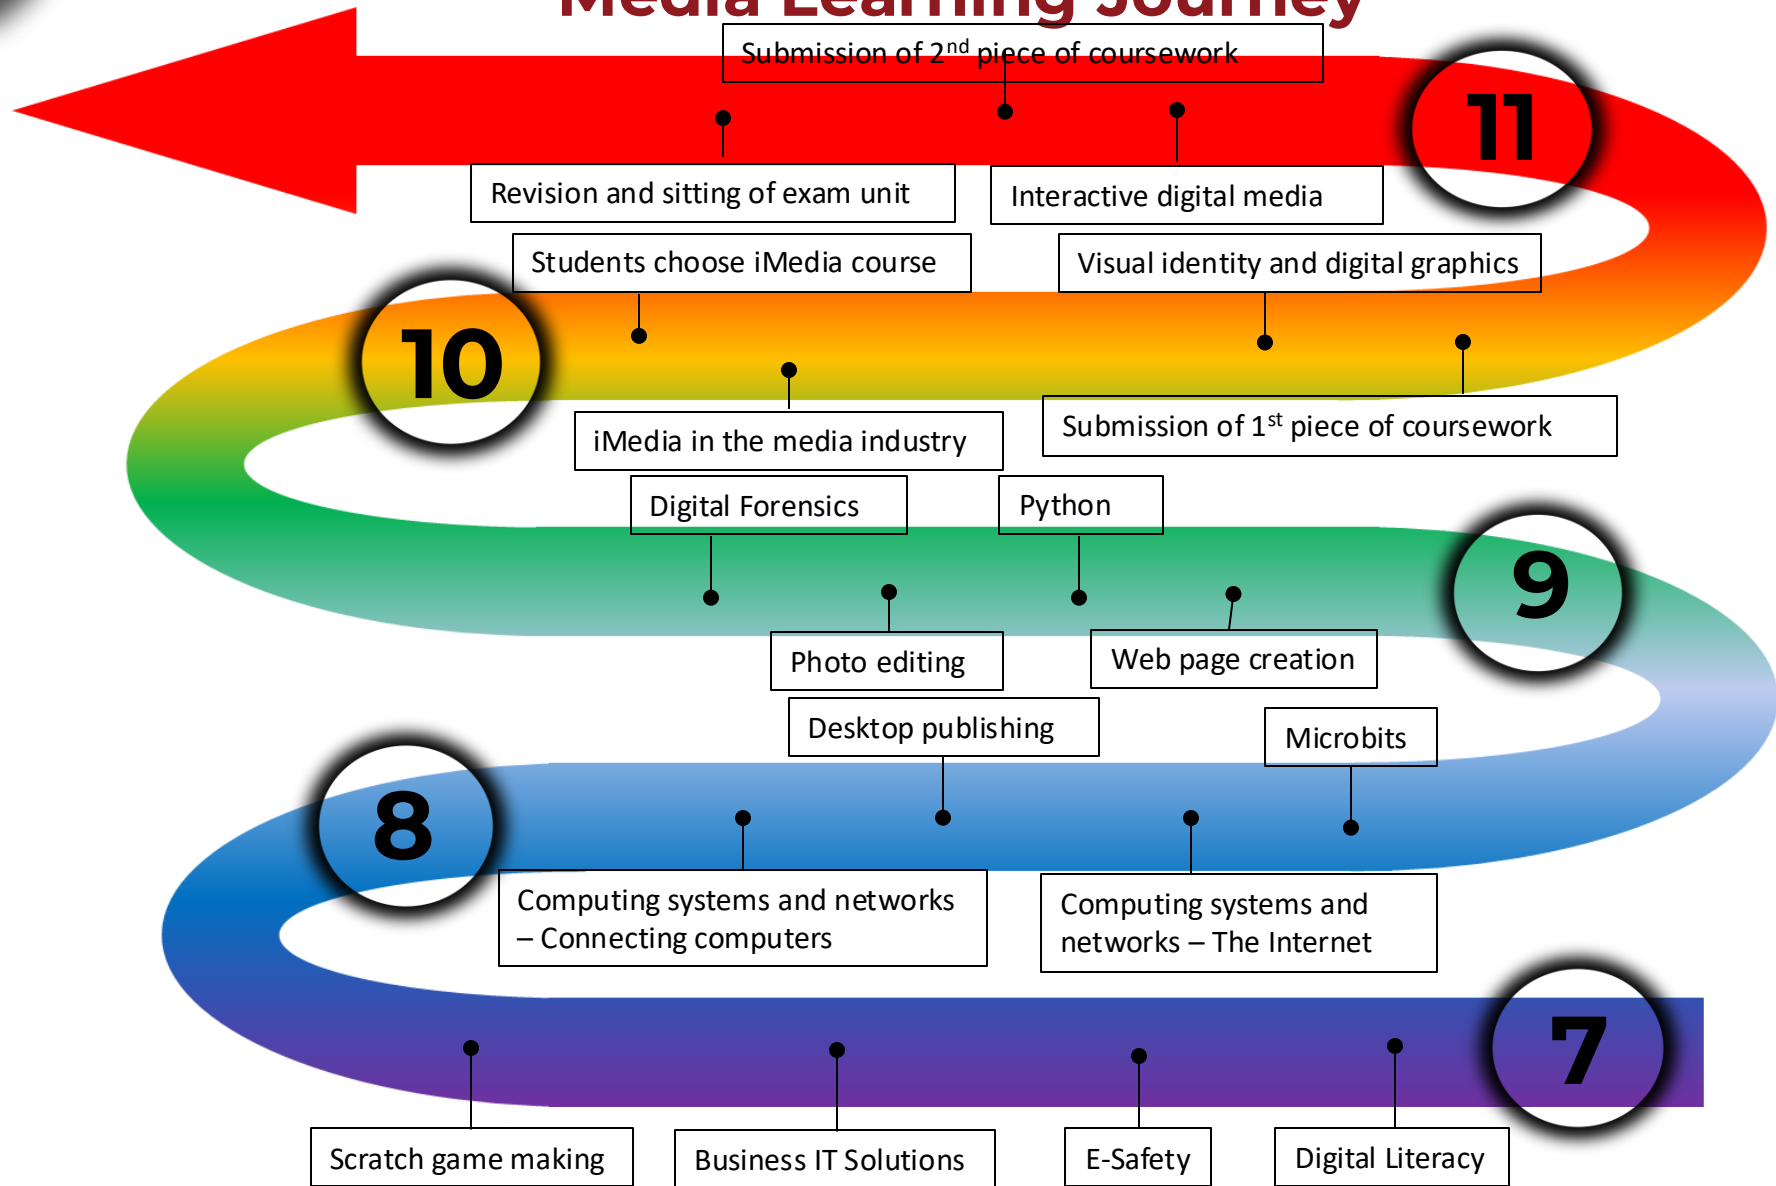 Media Learning Journey
Submission of 2nd piece of coursework
11
Revision and sitting of exam unit
Interactive digital media
Students choose iMedia course
Visual identity and digital graphics
10
iMedia in the media industry
Submission of 1st piece of coursework
Digital Forensics
Python
9
Photo editing
Web page creation
Desktop publishing
Microbits
8
Computing systems and networks
– Connecting computers
Computing systems and
networks – The Internet
7
Scratch game making
Business IT Solutions
E-Safety
Digital Literacy